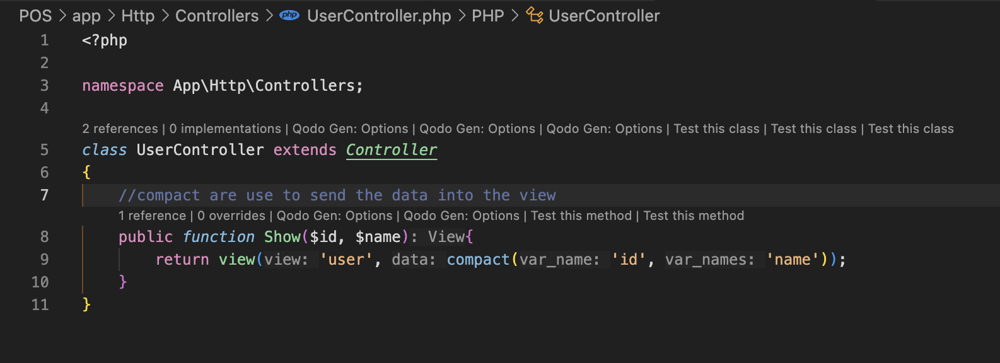 POS > app > Http > Controllers > php UserController.php > PHP > UserController
1 <?php
2
3 namespace App\Http\Controllers;
4
2 references | 0 implementations | Qodo Gen: Options | Qodo Gen: Options | Qodo Gen: Options | Test this class | Test this class | Test this class
5 class UserController extends Controller
6 {
7 //compact are use to send the data into the view
1 reference | 0 overrides | Qodo Gen: Options | Qodo Gen: Options | Test this method | Test this method
8 public function Show($id, $name): View{
9 return view(view: 'user', data: compact(var_name: 'id', var_names: 'name'));
10 }
11 }